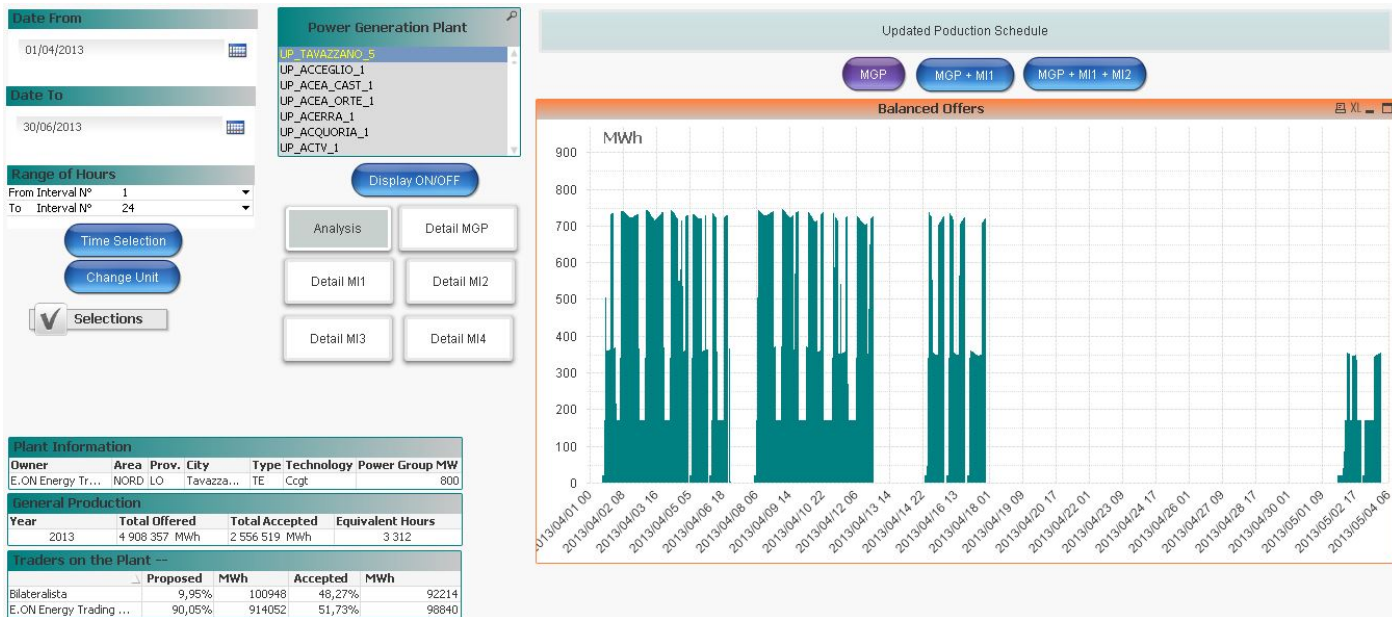 Date From
01/04/2013
Date To
30/06/2013
Range of Hours
From Interval N° 1
To Interval N° 24
Time Selection
Change Unit
Selections
Power Generation Plant
UP_TAVAZZANO_5
UP_ACCEGLIO_1
UP_ACEA_CAST_1
UP_ACEA_ORTE_1
UP_ACERRA_1
UP_ACQUORIA_1
UP_ACTV_1
Display ON/OFF
Analysis
Detail MGP
Detail MI1
Detail MI2
Detail MI3
Detail MI4
Plant Information
Owner Area Prov. City Type Technology Power Group MW
E.ON Energy Tr... NORD LO Tavazza... TE Ccgt 800
General Production
Year Total Offered Total Accepted Equivalent Hours
2013 4 908 357 MWh 2 556 519 MWh 3 312
Traders on the Plant --
Proposed MWh Accepted MWh
Bilateralista 9,95% 100948 48,27% 92214
E.ON Energy Trading ... 90,05% 914052 51,73% 98840
Updated Poduction Schedule
MGP
MGP + MI1
MGP + MI1 + MI2
Balanced Offers
XL
MWh
900
800
700
600
500
400
300
200
100
0
2013/04/01 00
2013/04/02 08
2013/04/03 16
2013/04/05
2013/04/06 18
2013/04/08 06
2013/04/09 14
2013/04/10 22
2013/04/12 06
2013/04/13 14
2013/04/14 22
2013/04/16 13
2013/04/18 01
2013/04/19 09
2013/04/20 17
2013/04/22 01
2013/04/23 09
2013/04/24 17
2013/04/26 01
2013/04/27 09
2013/04/28 17
2013/04/30 01
2013/05/01 09
2013/05/02 17
2013/05/04 06